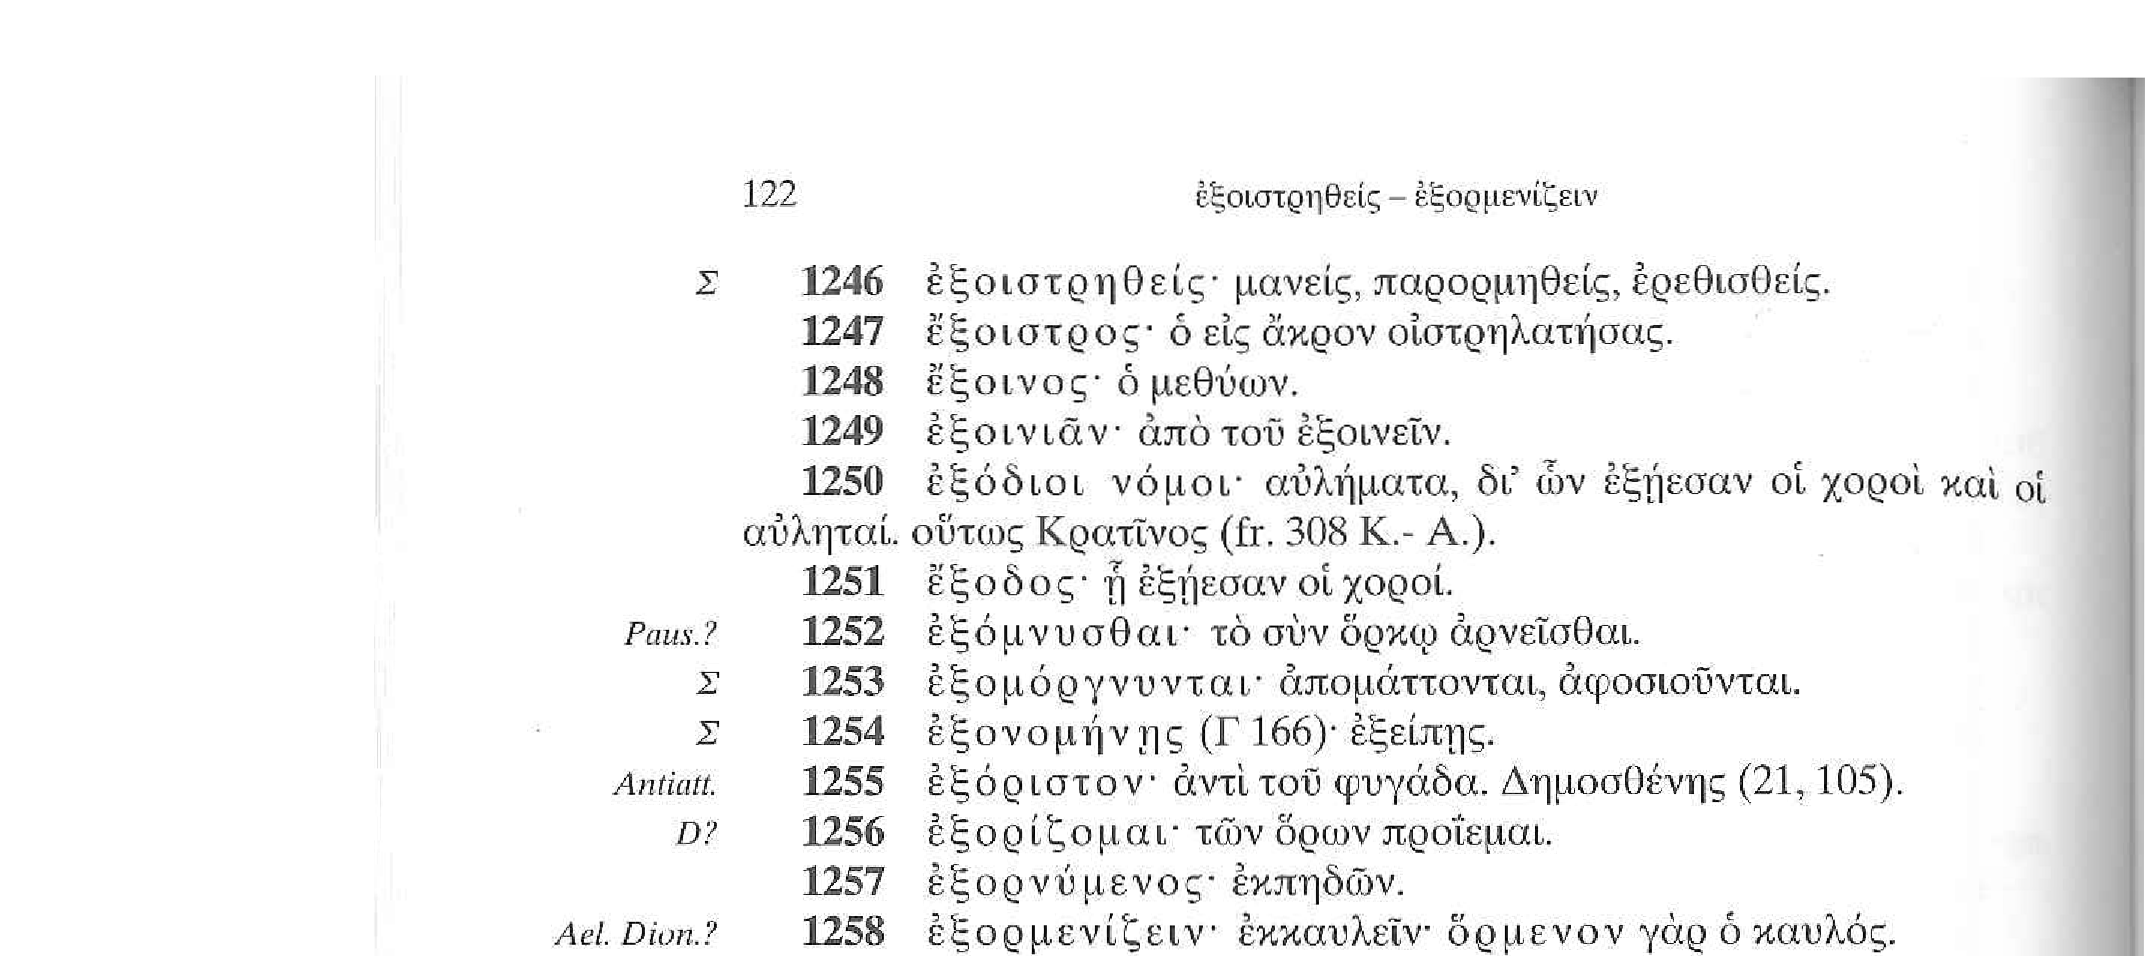 122 ἐξοιστρηθείς – ἐξορμενίζειν
Σ 1246 ἐξοιστρηθείς· μανείς, παρορμηθείς, ἐρεθισθείς.
1247 ἔξοιστρος· ὁ εἰς ἄκρον οἰστρηλατήσας.
1248 ἔξοινος· ὁ μεθύων.
1249 ἐξοινιᾶν· ἀπὸ τοῦ ἐξοινεῖν.
1250 ἐξόδιοι νόμοι· αὐλήματα, δι’ ὧν ἐξῄεσαν οἱ χοροὶ καὶ οἱ
αὐληταί. οὕτως Κρατῖνος (fr. 308 K.- A.).
1251 ἔξοδος· ᾗ ἐξῄεσαν οἱ χοροί.
Paus.? 1252 ἐξόμνυσθαι· τὸ σὺν ὅρκῳ ἀρνεῖσθαι.
Σ 1253 ἐξομόργνυνται· ἀπομάττονται, ἀφοσιοῦνται.
Σ 1254 ἐξονομήνῃς (Γ 166)· ἐξείπῃς.
Antiatt. 1255 ἐξόριστον· ἀντὶ τοῦ φυγάδα. Δημοσθένης (21, 105).
D? 1256 ἐξορίζομαι· τῶν ὅρων προΐεμαι.
1257 ἐξορνύμενος· ἐκπηδῶν.
Ael. Dion.? 1258 ἐξορμενίζειν· ἐκκαυλεῖν· ὅρμενον γὰρ ὁ καυλός.